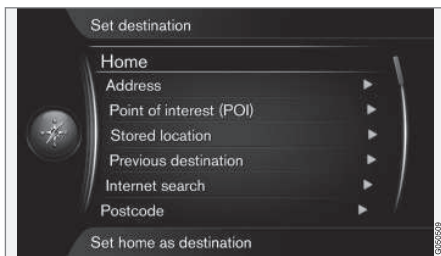 Set destination
Home
Address
Point of interest (POI)
Stored location
Previous destination
Internet search
Postcode
Set home as destination
G050509